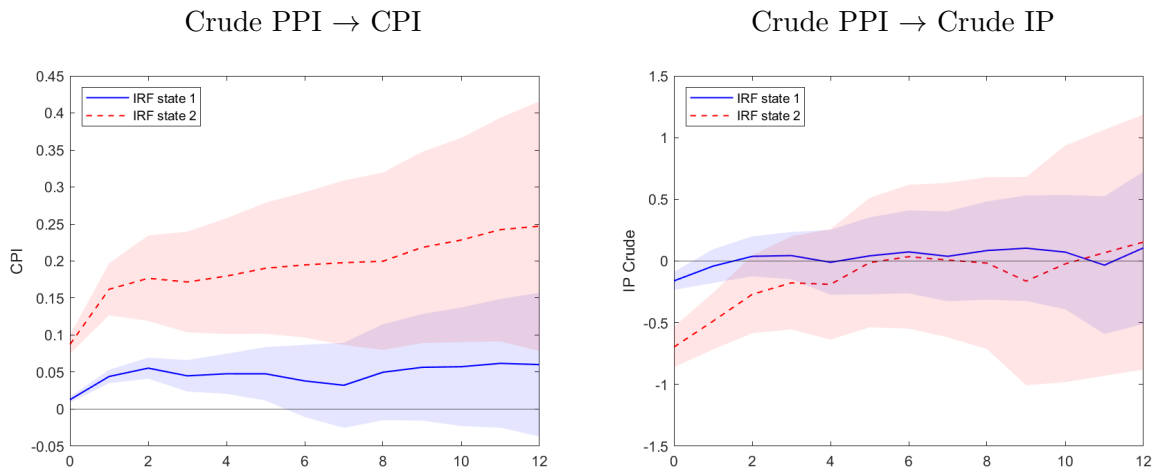 Crude PPI → CPI
0.45
0.4
0.35
0.3
0.25
0.2
0.15
0.1
0.05
0
-0.05
CPI
IRF state 1
IRF state 2
0 2 4 6 8 10 12
Crude PPI → Crude IP
1.5
1
0.5
0
-0.5
-1
-1.5
IP Crude
IRF state 1
IRF state 2
0 2 4 6 8 10 12